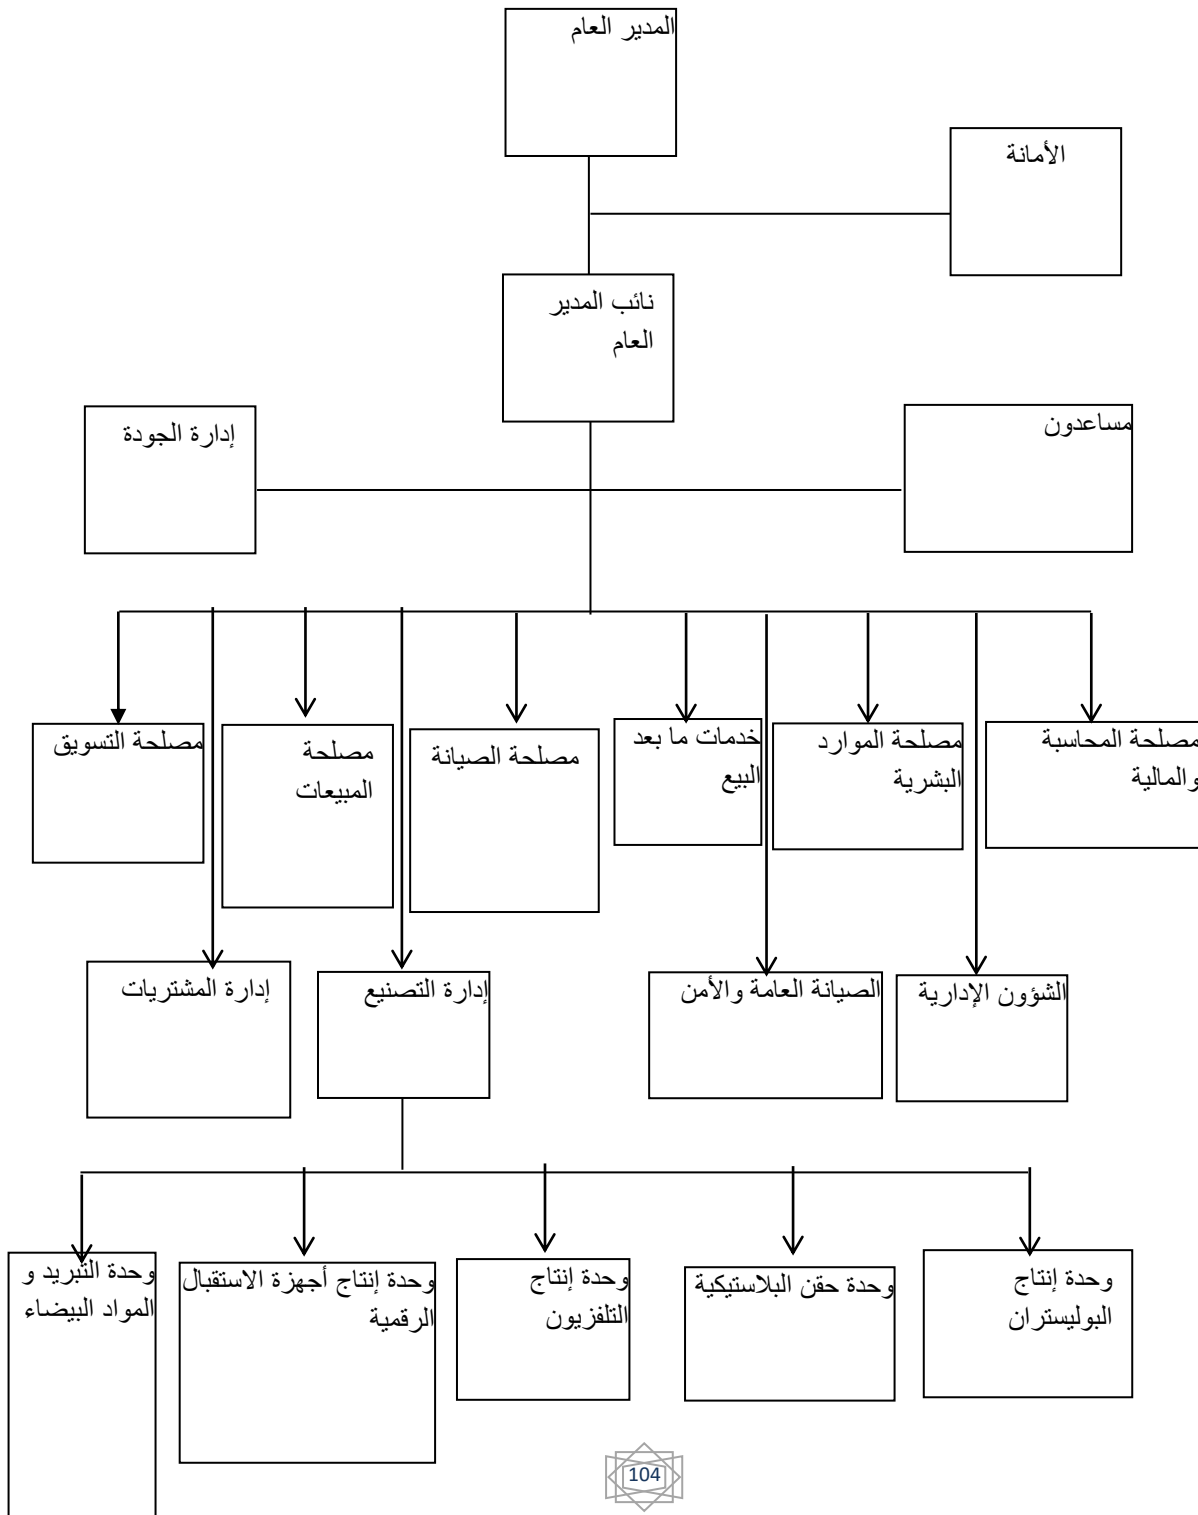 المدير العام
الأمانة
نائب المدير
العام
مساعدون
إدارة الجودة
مصلحة المحاسبة
والمالية
مصلحة الموارد
البشرية
خدمات ما بعد
البيع
مصلحة الصيانة
مصلحة
المبيعات
مصلحة التسويق
الشؤون الإدارية
الصيانة العامة والأمن
إدارة التصنيع
إدارة المشتريات
وحدة إنتاج
البوليستران
وحدة حقن البلاستيكية
وحدة إنتاج
التلفزيون
وحدة إنتاج أجهزة الاستقبال
الرقمية
وحدة التبريد و
المواد البيضاء
104